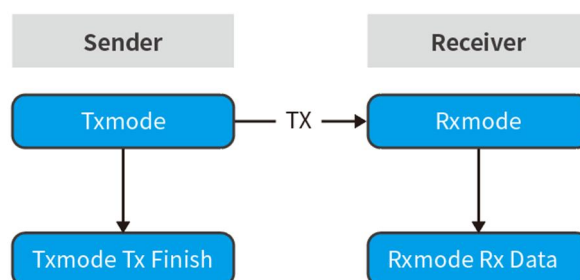 Sender
Receiver
Txmode
TX
Rxmode
Txmode Tx Finish
Rxmode Rx Data